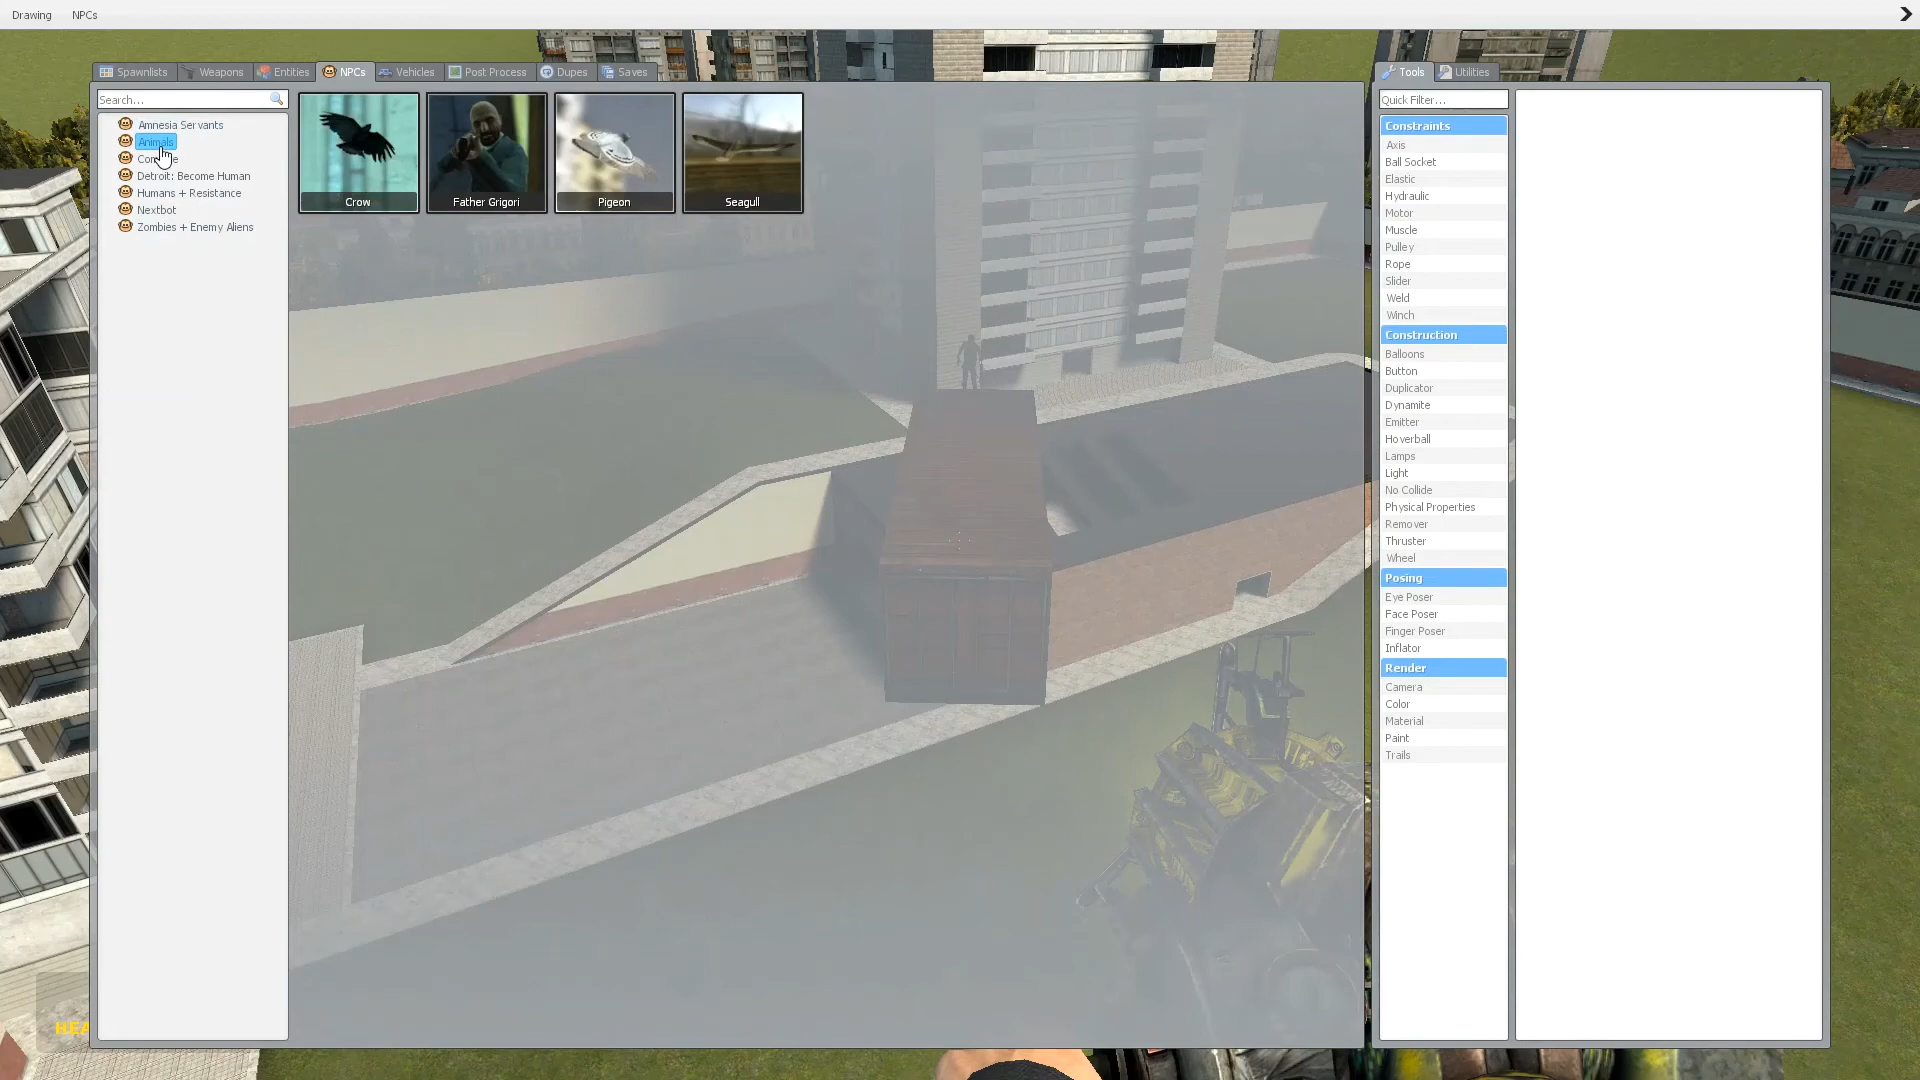 Drawing NPCs
Spawnlists Weapons Entities NPCs Vehicles Post Process Dupes Saves
Search...
Amnesia Servants
Animals
Detroit: Become Human
Humans + Resistance
Nextbot
Zombies + Enemy Aliens
Crow
Father Grigori
Pigeon
Seagull
Tools Utilities
Quick Filter...
Constraints
Axis
Ball Socket
Elastic
Hydraulic
Motor
Muscle
Pulley
Rope
Slider
Weld
Winch
Construction
Balloons
Button
Duplicator
Dynamite
Emitter
Hoverball
Lamps
Light
No Collide
Physical Properties
Remover
Thruster
Wheel
Posing
Eye Poser
Face Poser
Finger Poser
Inflator
Render
Camera
Color
Material
Paint
Trails